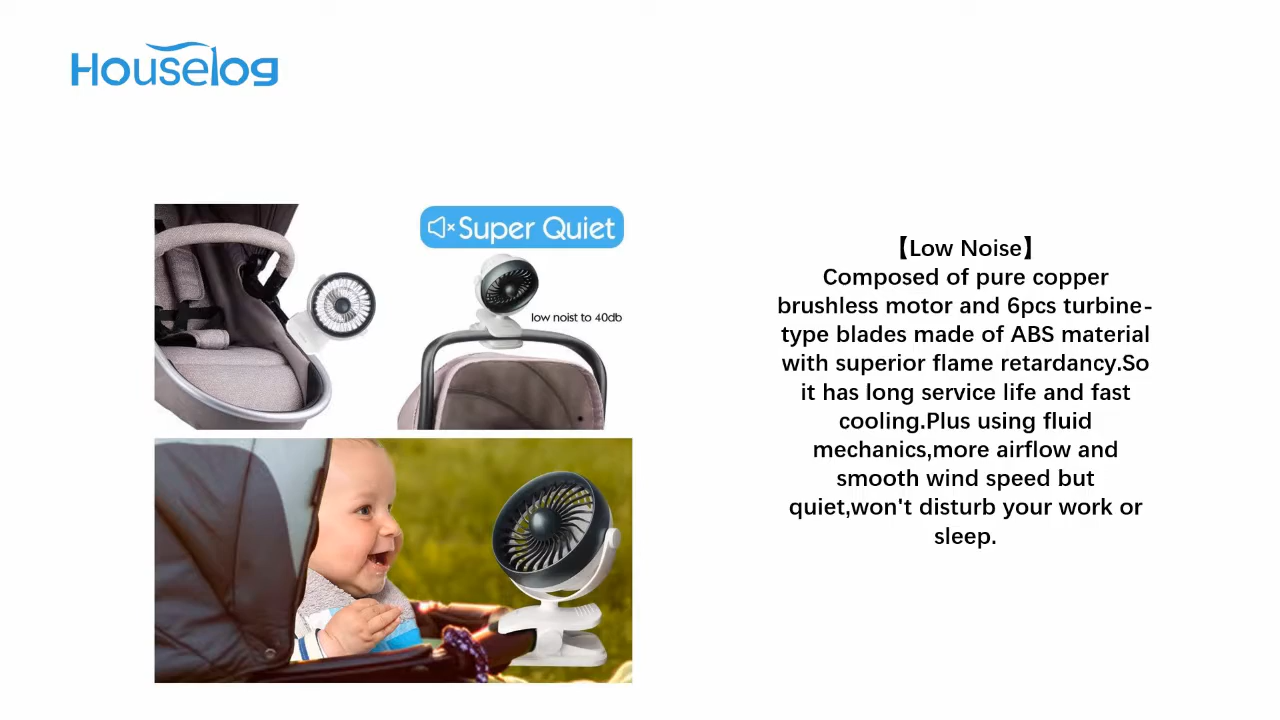 Houselog
Super Quiet
low noist to 40db
【Low Noise】
Composed of pure copper
brushless motor and 6pcs turbine-
type blades made of ABS material
with superior flame retardancy.So
it has long service life and fast
cooling.Plus using fluid
mechanics,more airflow and
smooth wind speed but
quiet,won't disturb your work or
sleep.